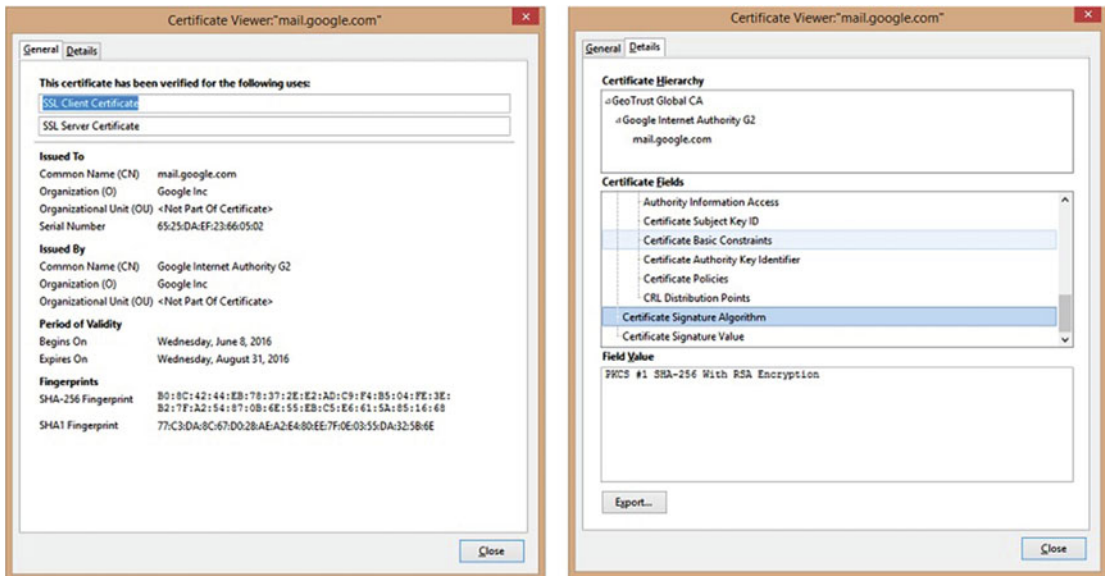 Certificate Viewer:"mail.google.com"
General Details
This certificate has been verified for the following uses:
SSL Client Certificate
SSL Server Certificate
Issued To
Common Name (CN) mail.google.com
Organization (O) Google Inc
Organizational Unit (OU) <Not Part Of Certificate>
Serial Number 65:25:DA:EF:23:66:05:02
Issued By
Common Name (CN) Google Internet Authority G2
Organization (O) Google Inc
Organizational Unit (OU) <Not Part Of Certificate>
Period of Validity
Begins On Wednesday, June 8, 2016
Expires On Wednesday, August 31, 2016
Fingerprints
SHA-256 Fingerprint B0:8C:42:44:EB:78:37:2E:E2:AD:C9:F4:B5:04:FE:3E:
B2:7F:A2:54:87:0B:6E:55:EB:C5:E6:61:5A:85:16:68
SHA1 Fingerprint 77:C3:DA:8C:67:D0:28:AE:A2:E4:80:EE:7F:0E:03:55:DA:32:5B:6E
Close
Certificate Viewer:"mail.google.com"
General Details
Certificate Hierarchy
GeoTrust Global CA
Google Internet Authority G2
mail.google.com
Certificate Fields
Authority Information Access
Certificate Subject Key ID
Certificate Basic Constraints
Certificate Authority Key Identifier
Certificate Policies
CRL Distribution Points
Certificate Signature Algorithm
Certificate Signature Value
Field Value
PKCS #1 SHA-256 With RSA Encryption
Export...
Close